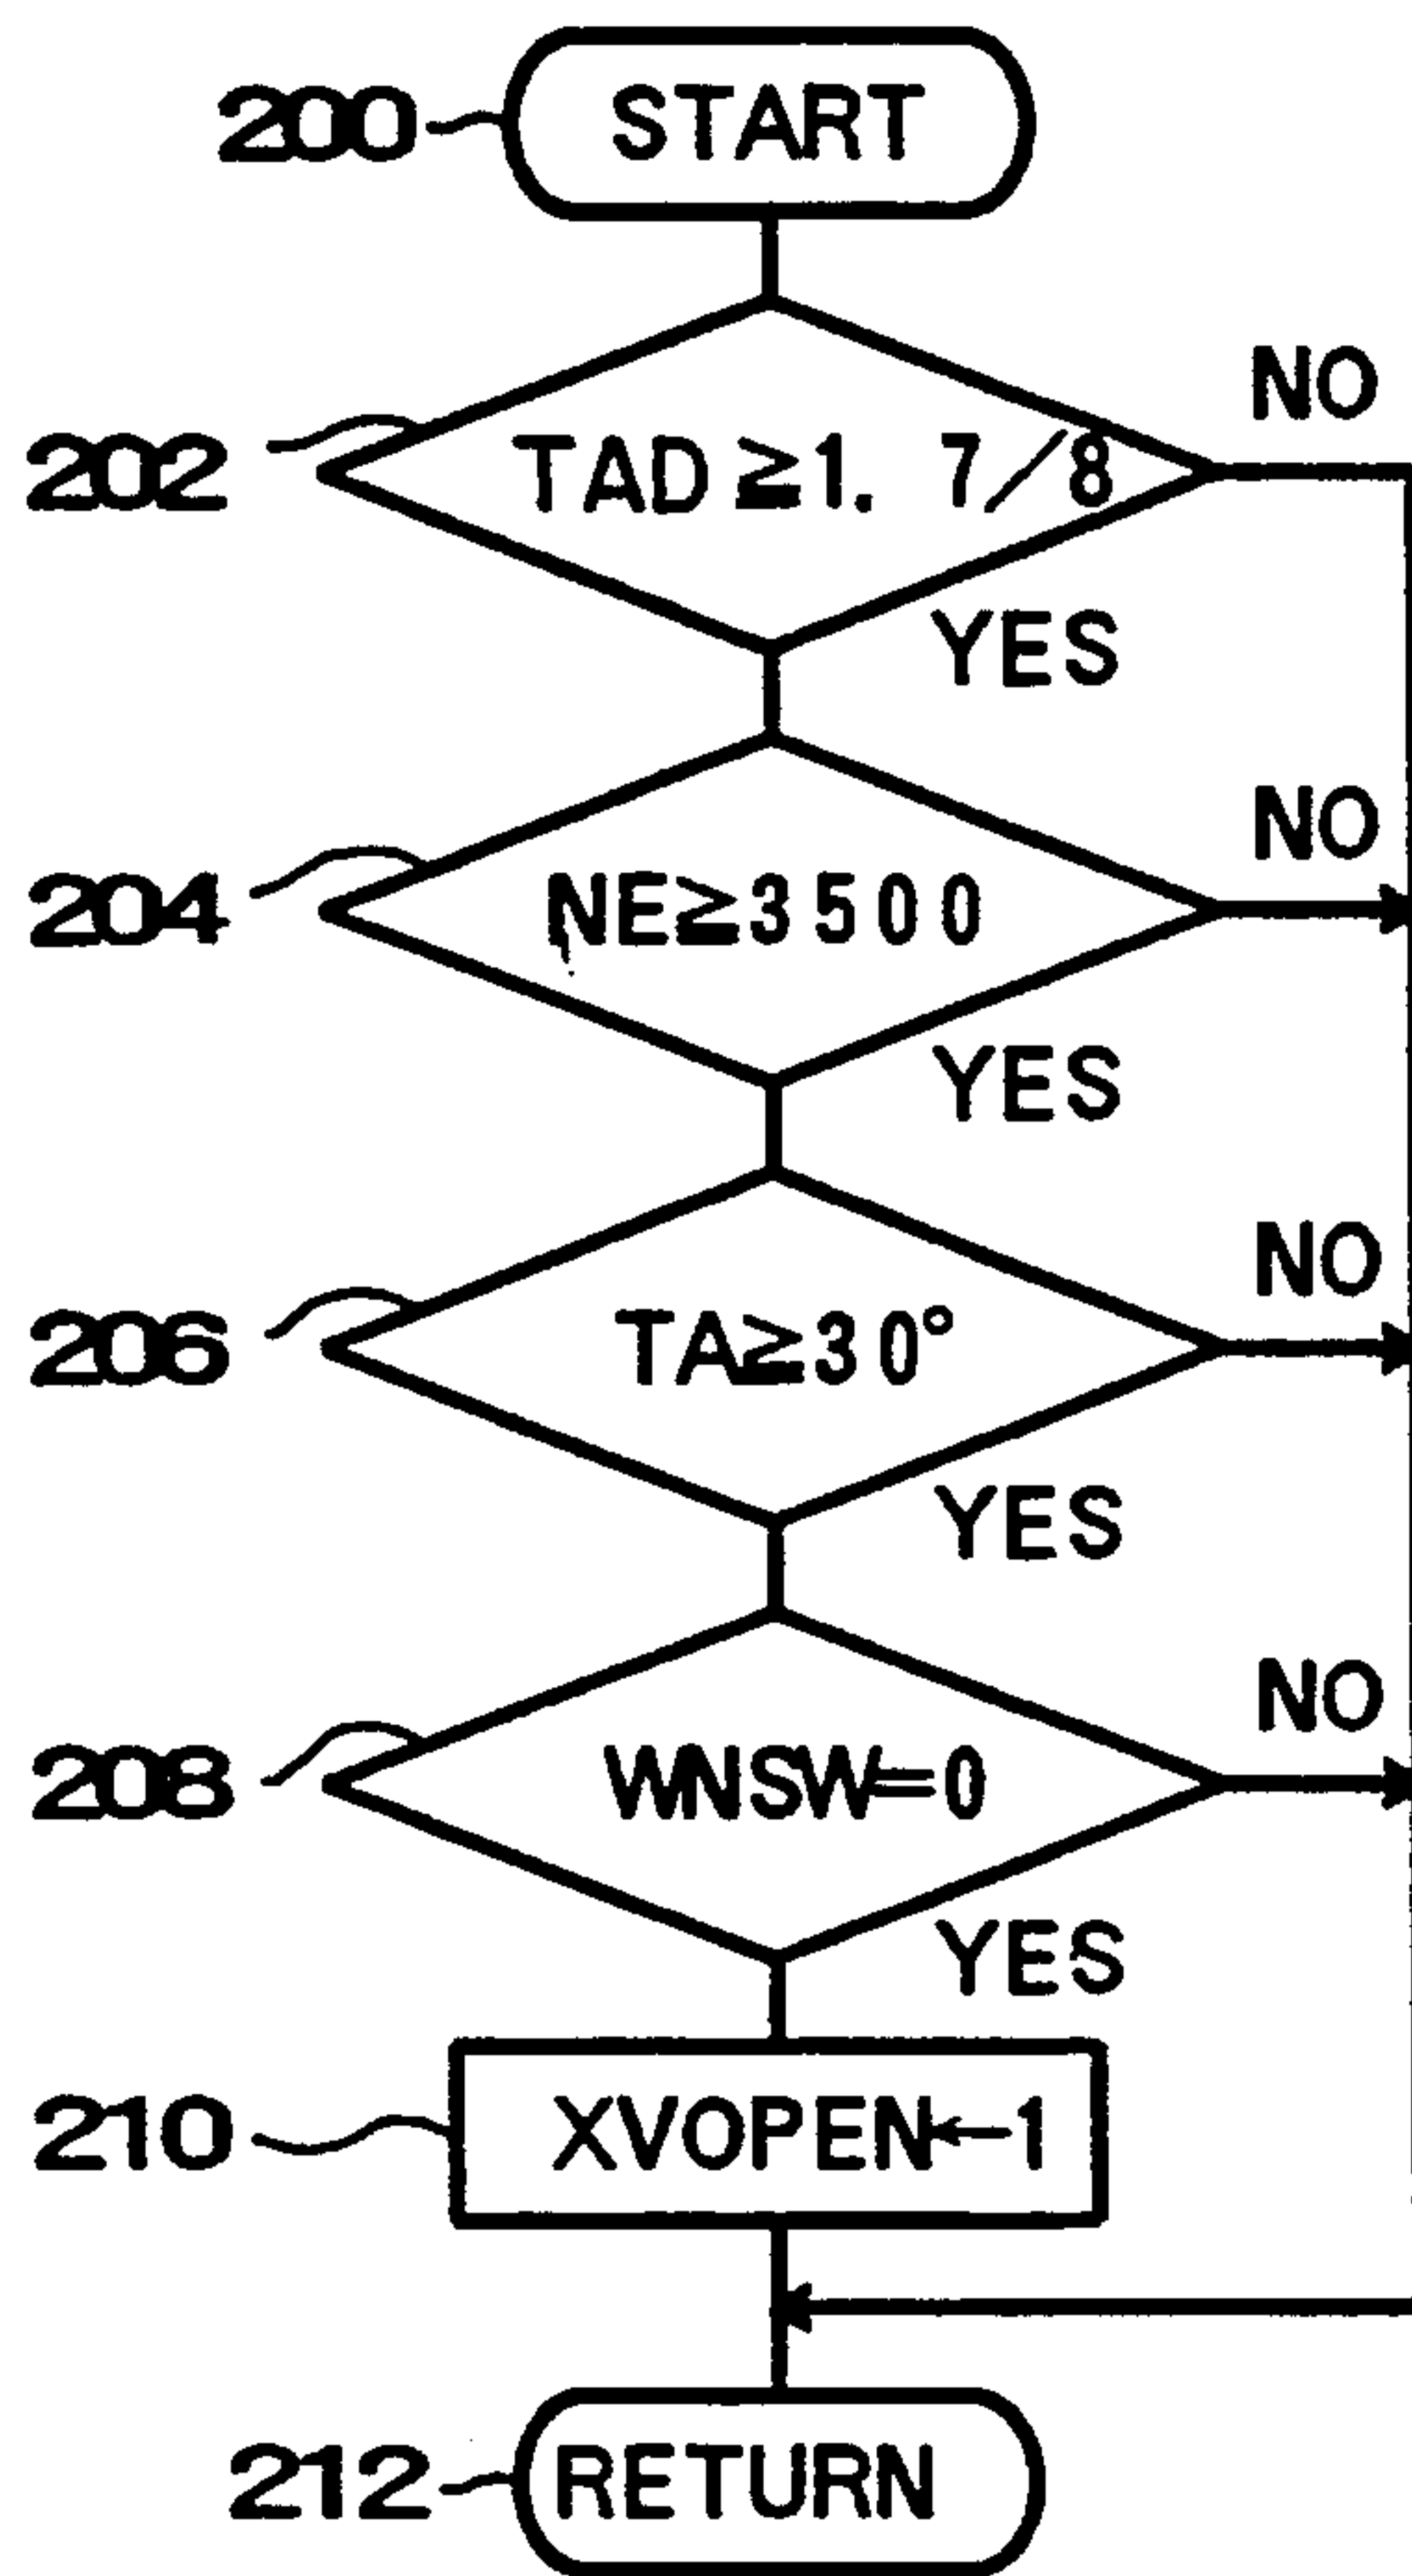 200 START
NO
202 TAD≧1. 7/8
YES
NO
204 NE≧3500
YES
NO
206 TA≧30°
YES
NO
208 WNSW=0
YES
210 XVOPEN←1
212 RETURN